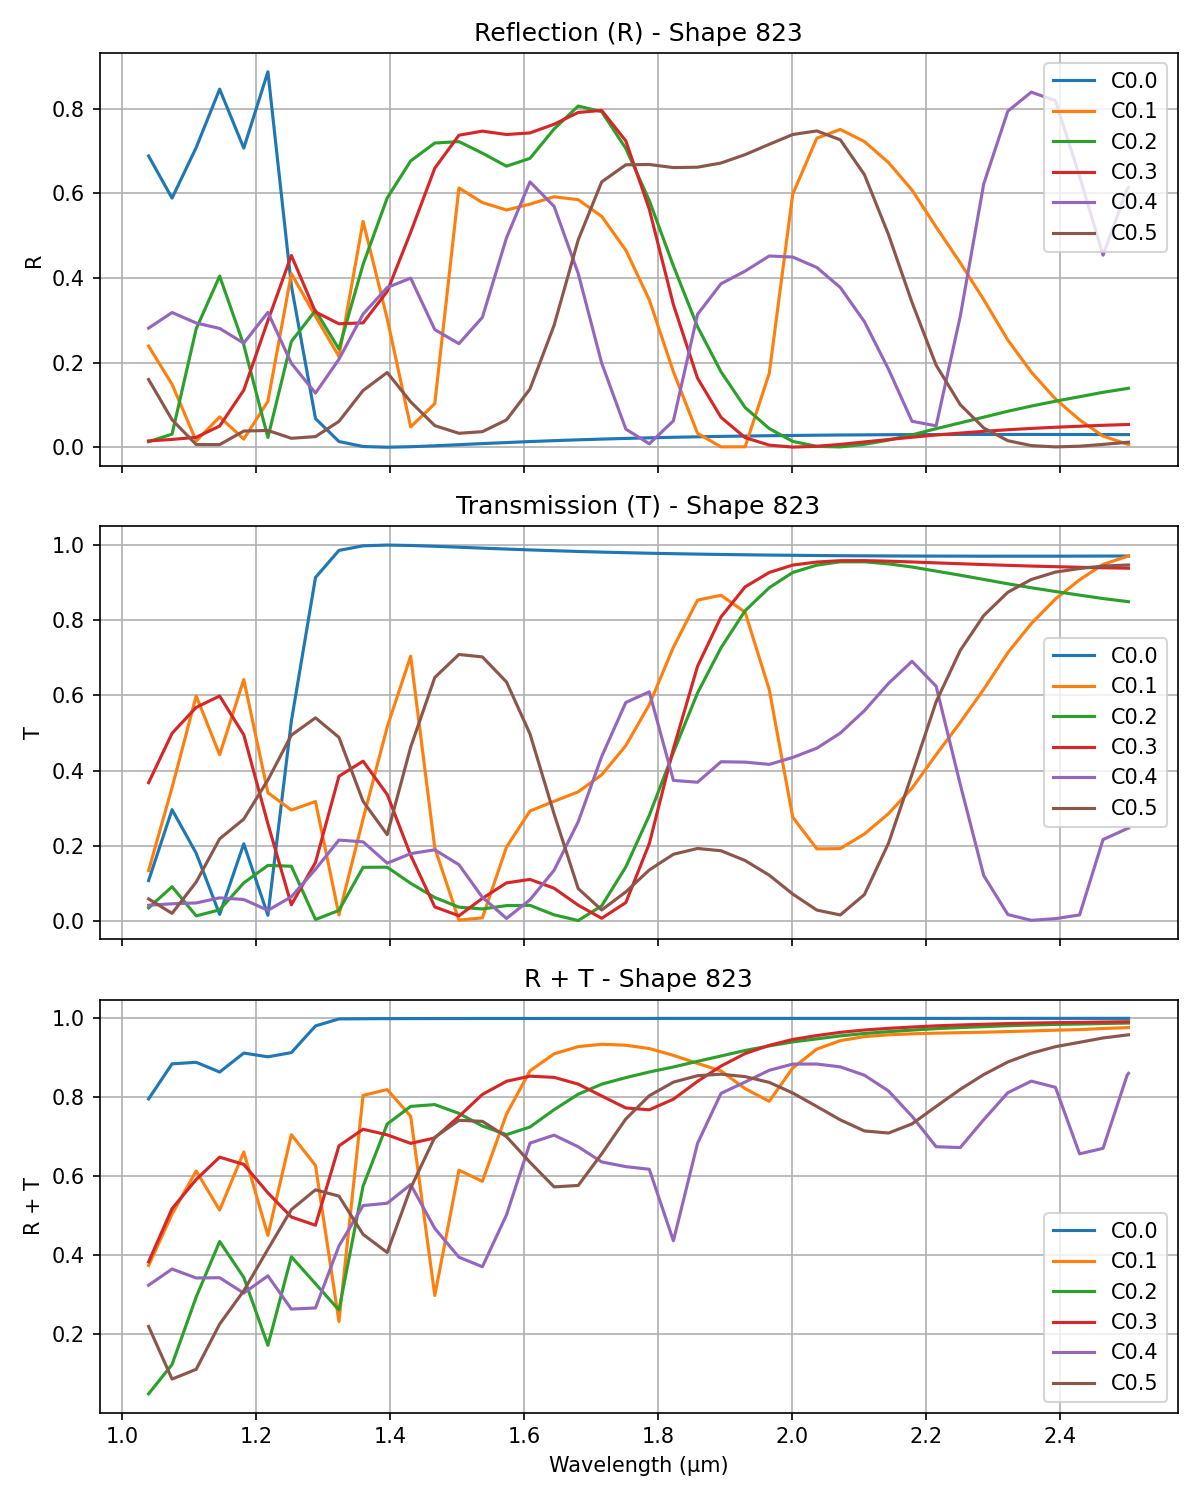 Reflection (R) - Shape 823
0.8
0.6
0.4
0.2
0.0
R
C0.0
C0.1
C0.2
C0.3
C0.4
C0.5
Transmission (T) - Shape 823
1.0
0.8
0.6
0.4
0.2
0.0
T
C0.0
C0.1
C0.2
C0.3
C0.4
C0.5
R + T - Shape 823
1.0
0.8
0.6
0.4
0.2
R + T
C0.0
C0.1
C0.2
C0.3
C0.4
C0.5
1.0 1.2 1.4 1.6 1.8 2.0 2.2 2.4
Wavelength (μm)